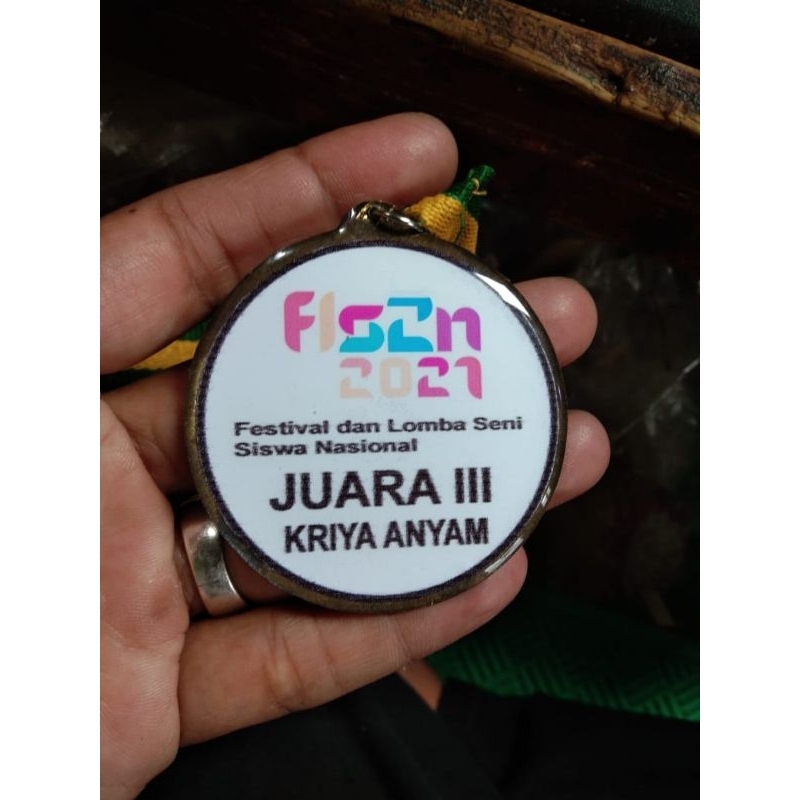 FlS2n
2021
Festival dan Lomba Seni
Siswa Nasional
JUARA III
KRIYA ANYAM